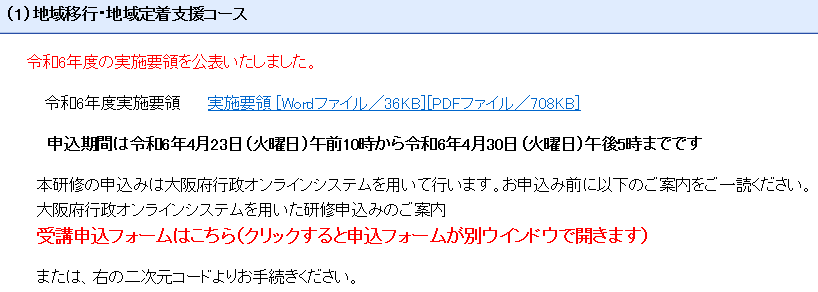 （1）地域移行・地域定着支援コース
令和6年度の実施要領を公表いたしました。
令和6年度実施要領　実施要領 [Wordファイル／36KB][PDFファイル／708KB]
申込期間は令和6年4月23日（火曜日）午前10時から令和6年4月30日（火曜日）午後5時までです
本研修の申込みは大阪府行政オンラインシステムを用いて行います。お申込み前に以下のご案内をご一読ください。
大阪府行政オンラインシステムを用いた研修申込みのご案内
受講申込フォームはこちら（クリックすると申込フォームが別ウインドウで開きます）
または、右の二次元コードよりお手続きください。